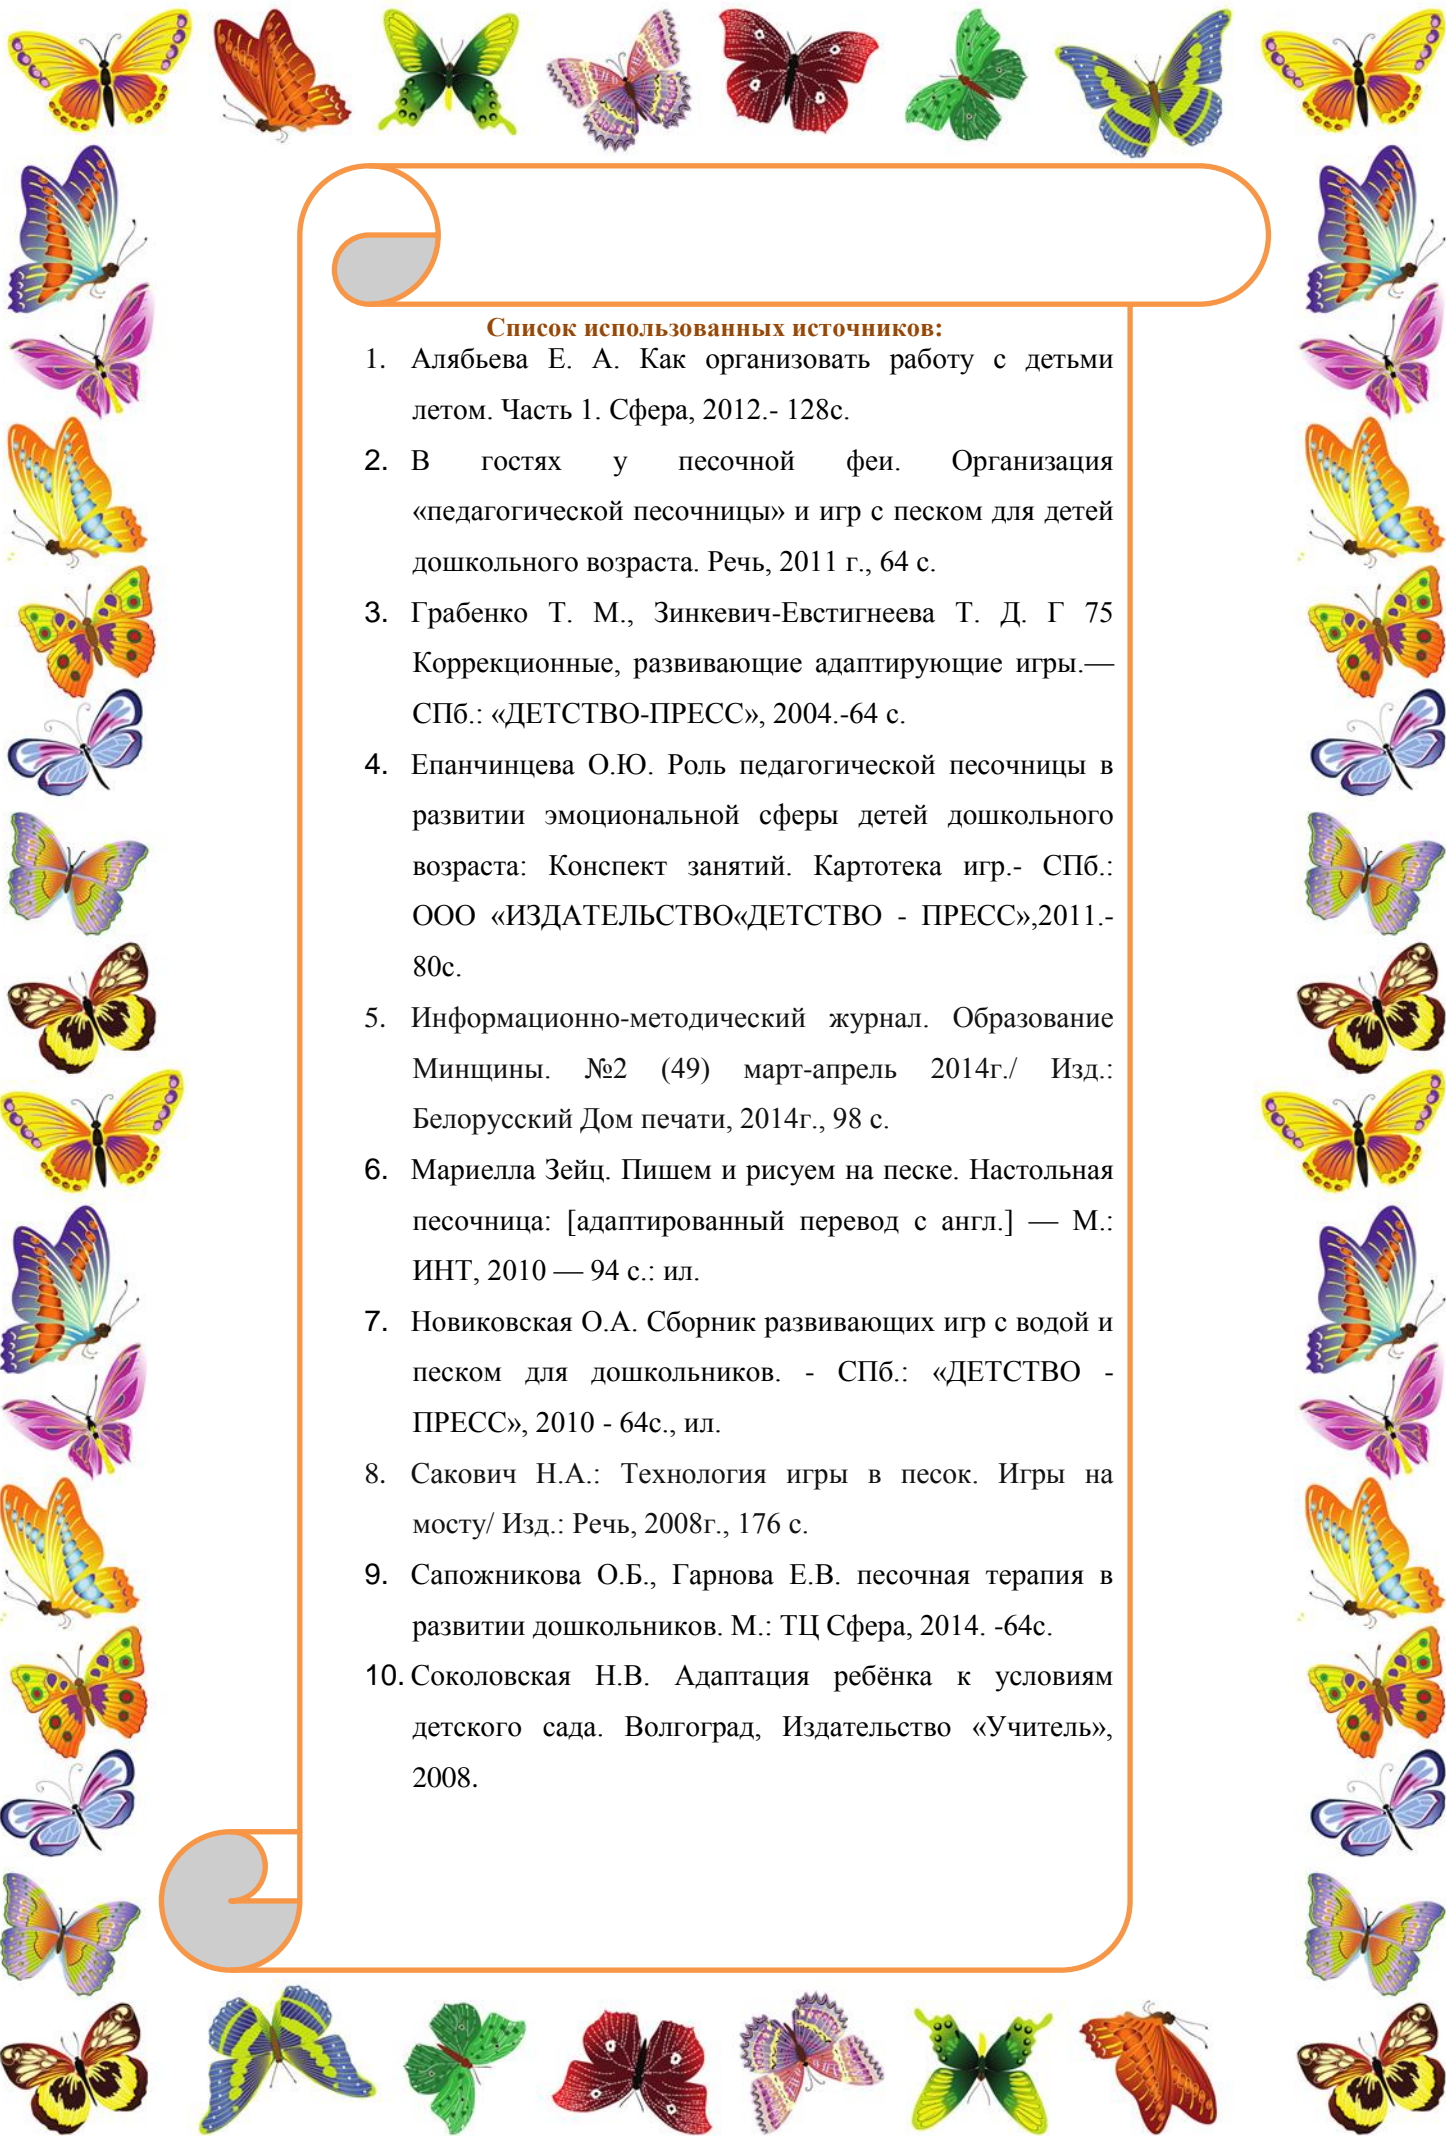 Список использованных источников:
1. Алябьева Е. А. Как организовать работу с детьми
летом. Часть 1. Сфера, 2012.- 128с.
2. В гостях у песочной феи. Организация
«педагогической песочницы» и игр с песком для детей
дошкольного возраста. Речь, 2011 г., 64 с.
3. Грабенко Т. М., Зинкевич-Евстигнеева Т. Д. Г 75
Коррекционные, развивающие адаптирующие игры.—
СПб.: «ДЕТСТВО-ПРЕСС», 2004.-64 с.
4. Епанчинцева О.Ю. Роль педагогической песочницы в
развитии эмоциональной сферы детей дошкольного
возраста: Конспект занятий. Картотека игр.- СПб.:
ООО «ИЗДАТЕЛЬСТВО«ДЕТСТВО - ПРЕСС»,2011.-
80с.
5. Информационно-методический журнал. Образование
Минщины. №2 (49) март-апрель 2014г./ Изд.:
Белорусский Дом печати, 2014г., 98 с.
6. Мариелла Зейц. Пишем и рисуем на песке. Настольная
песочница: [адаптированный перевод с англ.] — М.:
ИНТ, 2010 — 94 с.: ил.
7. Новиковская О.А. Сборник развивающих игр с водой и
песком для дошкольников. - СПб.: «ДЕТСТВО -
ПРЕСС», 2010 - 64с., ил.
8. Сакович Н.А.: Технология игры в песок. Игры на
мосту/ Изд.: Речь, 2008г., 176 с.
9. Сапожникова О.Б., Гарнова Е.В. песочная терапия в
развитии дошкольников. М.: ТЦ Сфера, 2014. -64с.
10. Соколовская Н.В. Адаптация ребёнка к условиям
детского сада. Волгоград, Издательство «Учитель»,
2008.